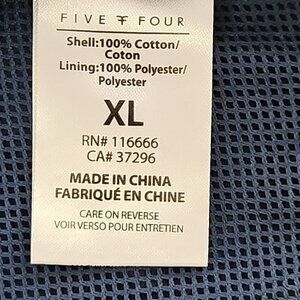 FIVE FOUR
Shell:100% Cotton/
Coton
Lining:100% Polyester/
Polyester
XL
RN# 116666
CA# 37296
MADE IN CHINA
FABRIQUÉ EN CHINE
CARE ON REVERSE
VOIR VERSO POUR ENTRETIEN